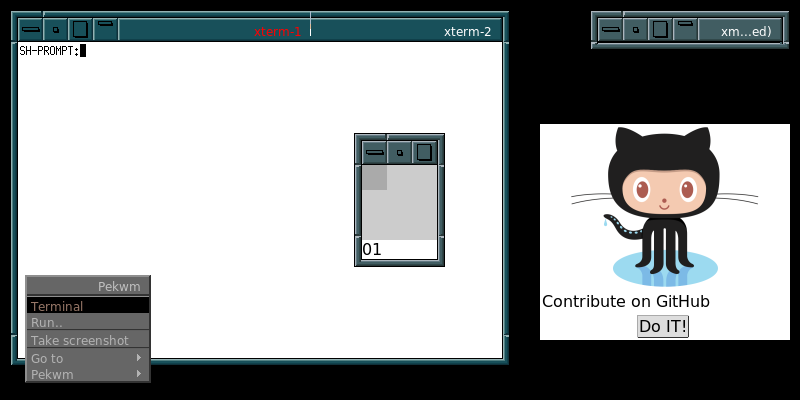 xterm-1 xterm-2
xm...ed)
SH-PROMPT:
01
Pekwm
Terminal
Run..
Take screenshot
Go to
Pekwm
Contribute on GitHub
Do IT!